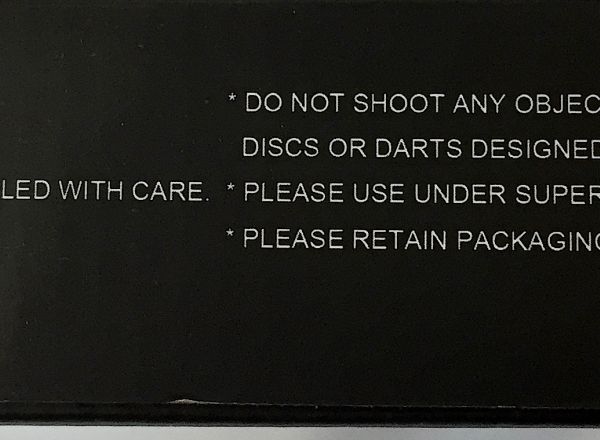 * DO NOT SHOOT ANY OBJEC
DISCS OR DARTS DESIGNED
LED WITH CARE. * PLEASE USE UNDER SUPER
* PLEASE RETAIN PACKAGING